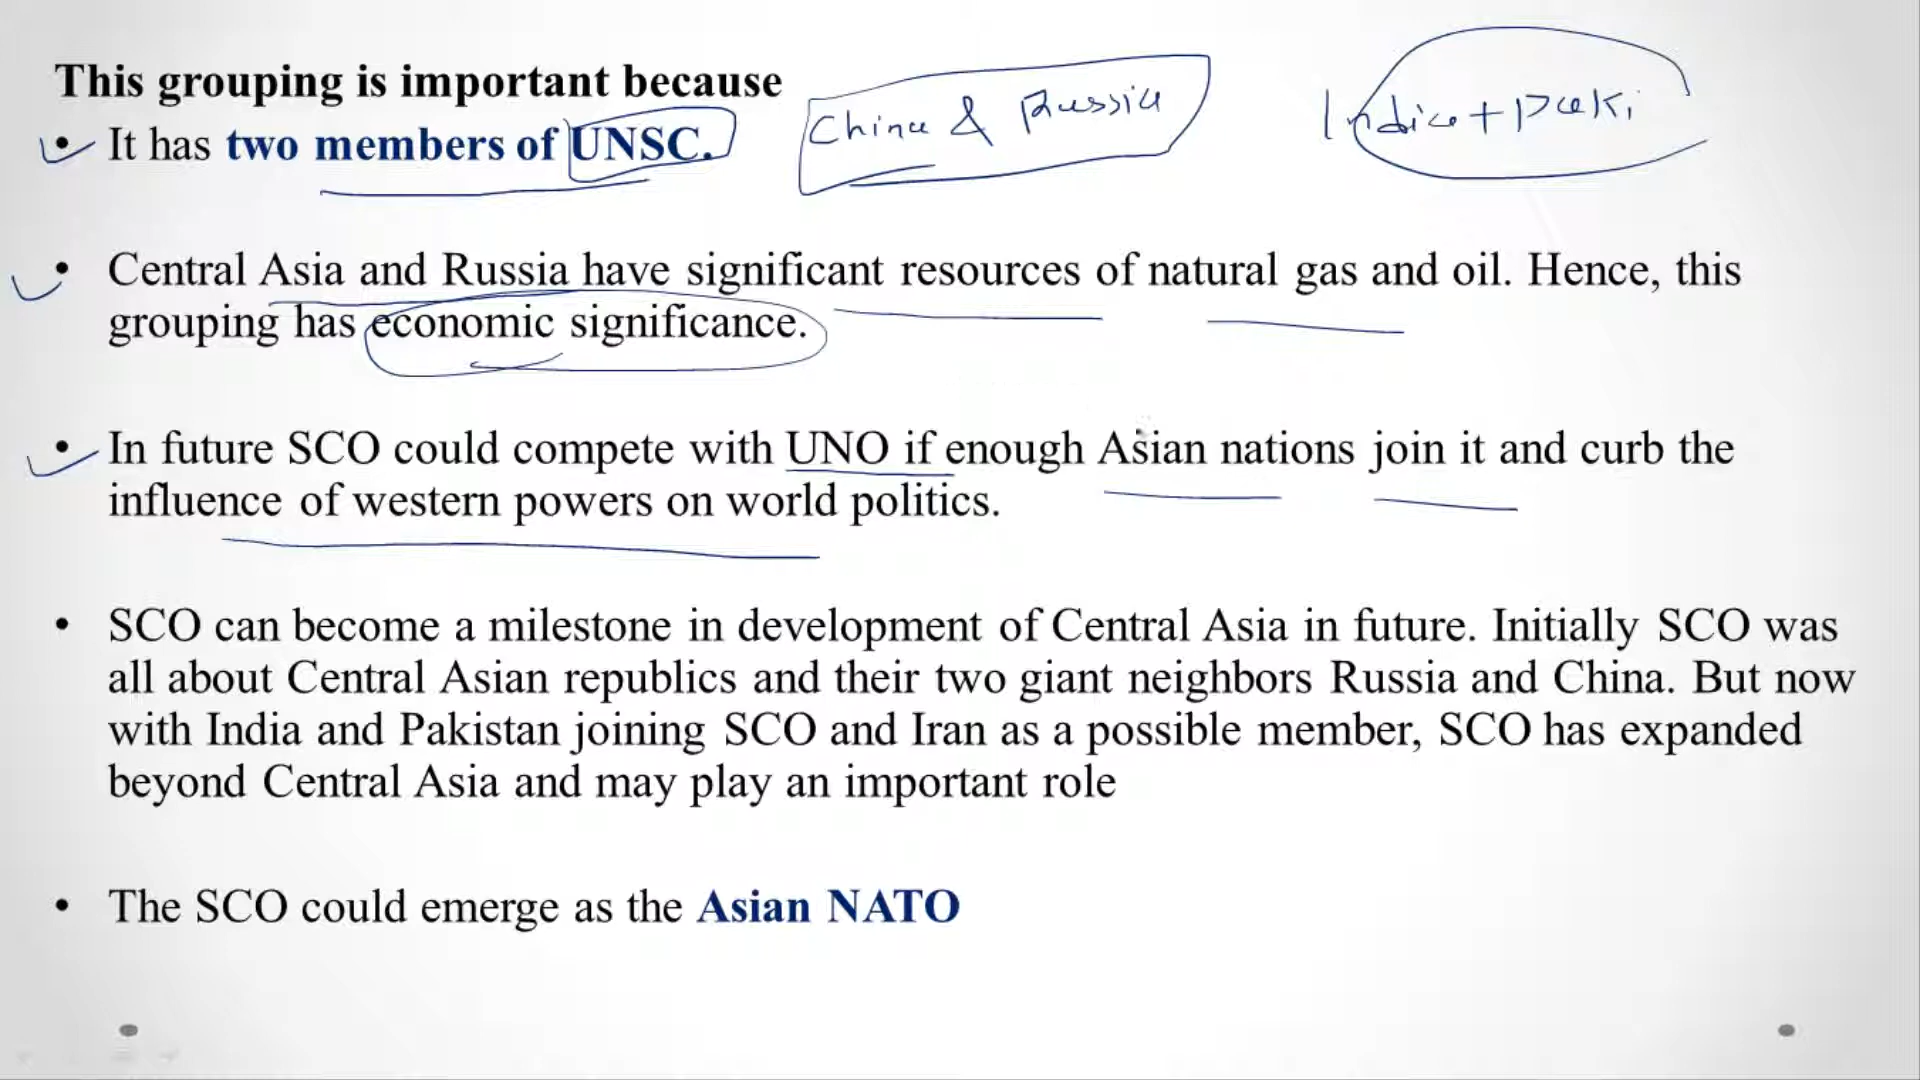 This grouping is important because
• It has two members of UNSC.
China & Russia
India + Paki
• Central Asia and Russia have significant resources of natural gas and oil. Hence, this
grouping has economic significance.
• In future SCO could compete with UNO if enough Asian nations join it and curb the
influence of western powers on world politics.
• SCO can become a milestone in development of Central Asia in future. Initially SCO was
all about Central Asian republics and their two giant neighbors Russia and China. But now
with India and Pakistan joining SCO and Iran as a possible member, SCO has expanded
beyond Central Asia and may play an important role
• The SCO could emerge as the Asian NATO